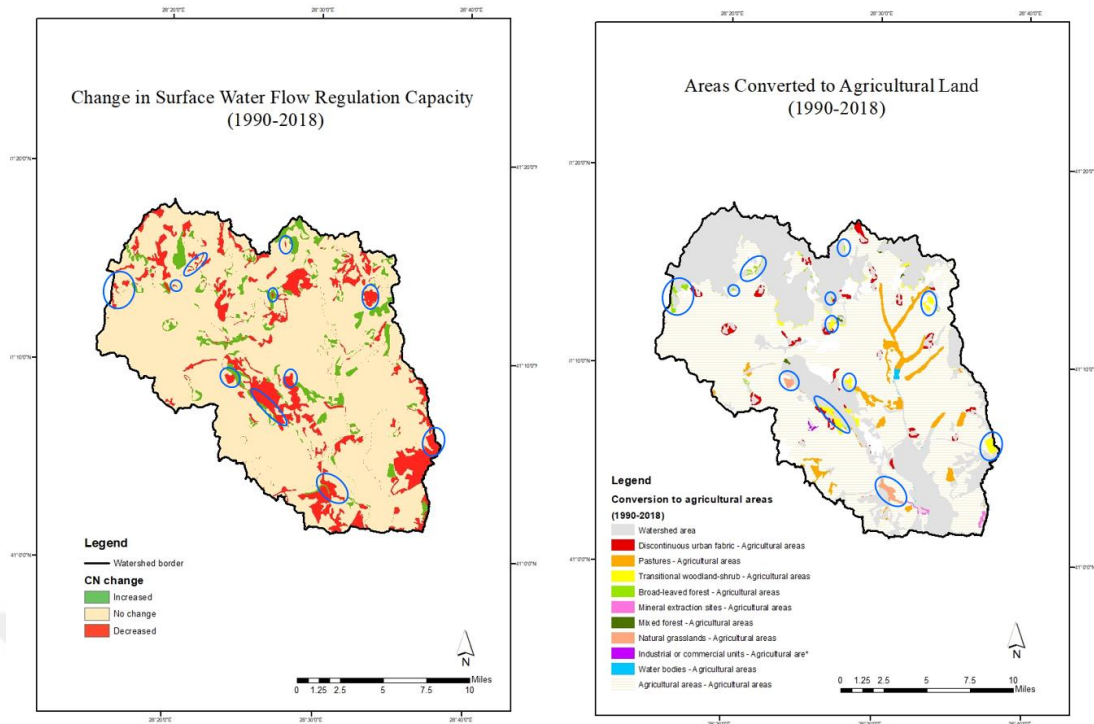 Change in Surface Water Flow Regulation Capacity
(1990-2018)
Legend
Watershed border
CN change
Increased
No change
Decreased
N
0 1.25 2.5 5 7.5 10
Miles
Areas Converted to Agricultural Land
(1990-2018)
Legend
Conversion to agricultural areas
(1990-2018)
Watershed area
Discontinuous urban fabric - Agricultural areas
Pastures - Agricultural areas
Transitional woodland-shrub - Agricultural areas
Broad-leaved forest - Agricultural areas
Mineral extraction sites - Agricultural areas
Mixed forest - Agricultural areas
Natural grasslands - Agricultural areas
Industrial or commercial units - Agricultural are*
Water bodies - Agricultural areas
Agricultural areas - Agricultural areas
N
0 1.25 2.5 5 7.5 10
Miles